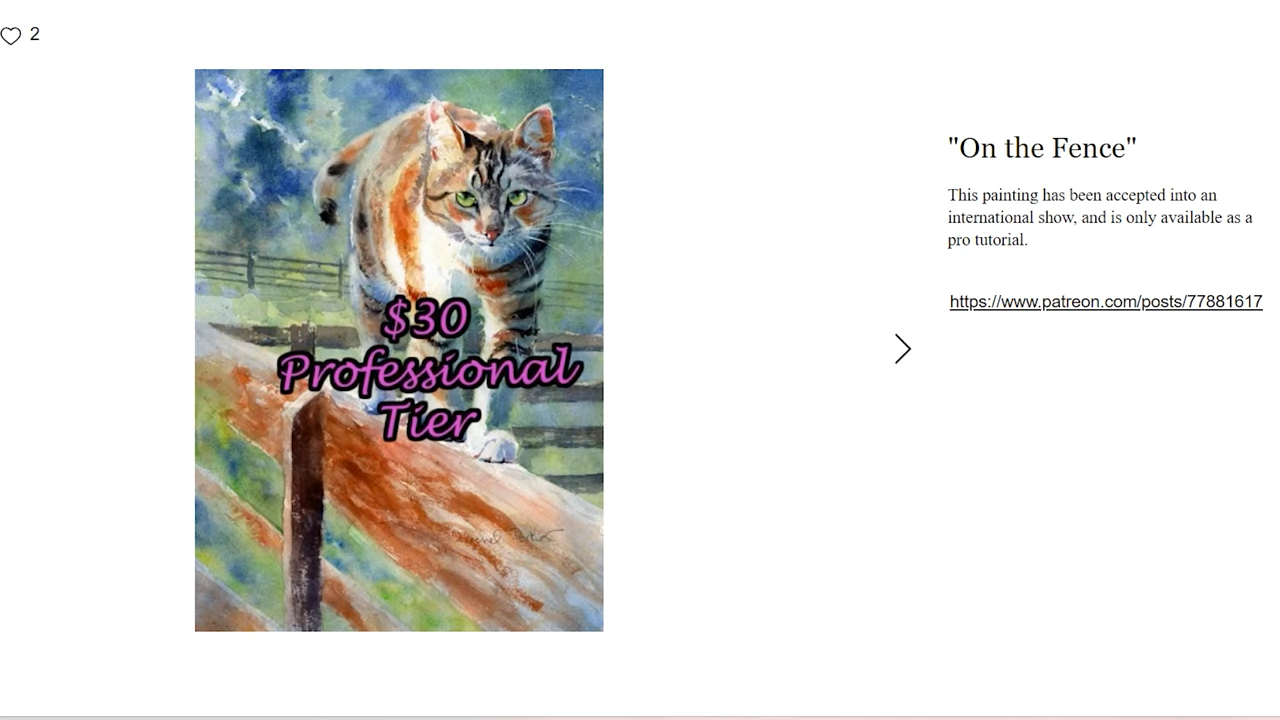 2
"On the Fence"
This painting has been accepted into an
international show, and is only available as a
pro tutorial.
https://www.patreon.com/posts/77881617
$30
Professional
Tier